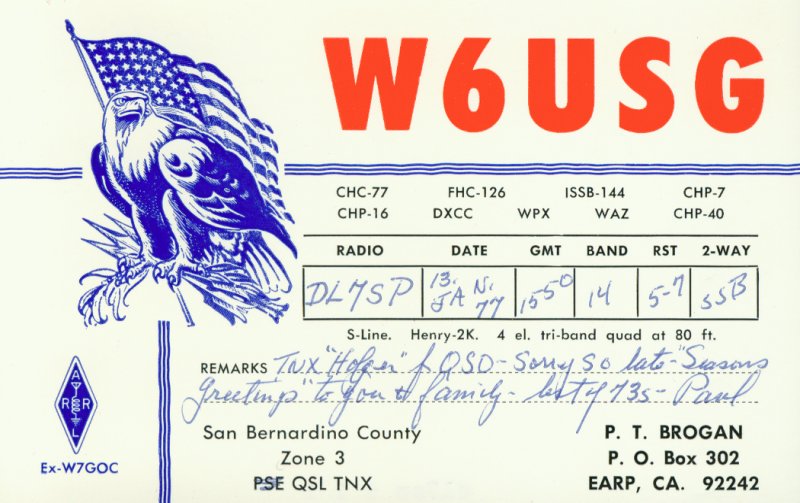 W6USG
CHC-77 FHC-126 ISSB-144 CHP-7
CHP-16 DXCC WPX WAZ CHP-40
RADIO DATE GMT BAND RST 2-WAY
DL7SP 13. JAN. 77 1550 14 5-7 SSB
S-Line. Henry-2K. 4 el. tri-band quad at 80 ft.
REMARKS TNX "Holger" f QSO - Sorry so late - "Seasons
Greetings" to you & family - best of 73s - Paul
A
R R
L
Ex-W7GOC
San Bernardino County
Zone 3
PSE QSL TNX
P. T. BROGAN
P. O. Box 302
EARP, CA. 92242